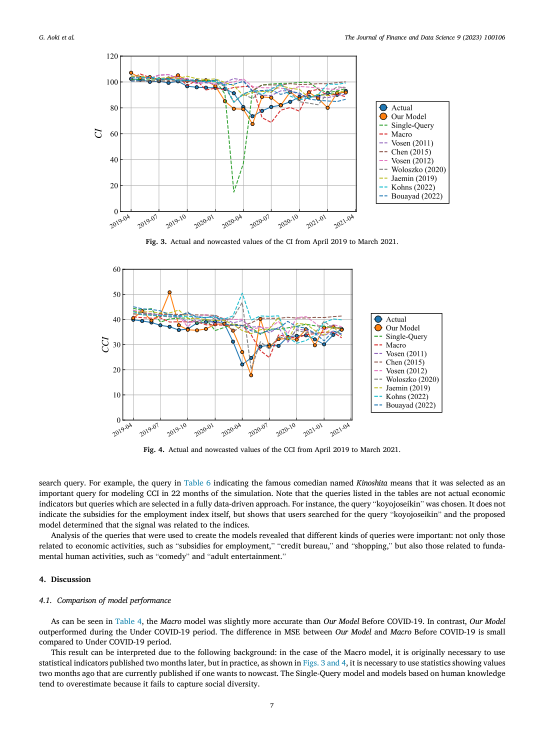 G. Aoki et al.
The Journal of Finance and Data Science 9 (2023) 100106
120
100
80
60
40
20
0
CI
2019-04
2019-07
2019-10
2020-01
2020-04
2020-07
2020-10
2021-01
2021-04
Actual
Our Model
Single-Query
Macro
Vosen (2011)
Chen (2015)
Vosen (2012)
Woloszko (2020)
Jaemin (2019)
Kohns (2022)
Bouayad (2022)
Fig. 3. Actual and nowcasted values of the CI from April 2019 to March 2021.
60
50
40
30
20
10
0
CCI
2019-04
2019-07
2019-10
2020-01
2020-04
2020-07
2020-10
2021-01
2021-04
Actual
Our Model
Single-Query
Macro
Vosen (2011)
Chen (2015)
Vosen (2012)
Woloszko (2020)
Jaemin (2019)
Kohns (2022)
Bouayad (2022)
Fig. 4. Actual and nowcasted values of the CCI from April 2019 to March 2021.
search query. For example, the query in Table 6 indicating the famous comedian named Kinoshita means that it was selected as an
important query for modeling CCI in 22 months of the simulation. Note that the queries listed in the tables are not actual economic
indicators but queries which are selected in a fully data-driven approach. For instance, the query “koyojoseikin” was chosen. It does not
indicate the subsidies for the employment index itself, but shows that users searched for the query “koyojoseikin” and the proposed
model determined that the signal was related to the indices.
Analysis of the queries that were used to create the models revealed that different kinds of queries were important: not only those
related to economic activities, such as “subsidies for employment,” “credit bureau,” and “shopping,” but also those related to funda-
mental human activities, such as “comedy” and “adult entertainment.”
4. Discussion
4.1. Comparison of model performance
As can be seen in Table 4, the Macro model was slightly more accurate than Our Model Before COVID-19. In contrast, Our Model
outperformed during the Under COVID-19 period. The difference in MSE between Our Model and Macro Before COVID-19 is small
compared to Under COVID-19 period.
This result can be interpreted due to the following background: in the case of the Macro model, it is originally necessary to use
statistical indicators published two months later, but in practice, as shown in Figs. 3 and 4, it is necessary to use statistics showing values
two months ago that are currently published if one wants to nowcast. The Single-Query model and models based on human knowledge
tend to overestimate because it fails to capture social diversity.
7